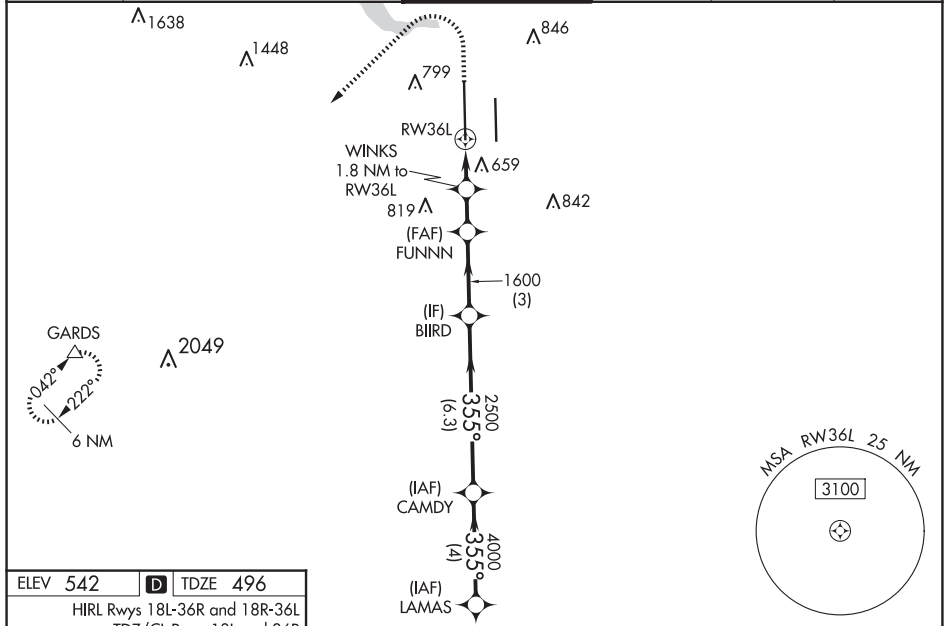 1638
1448
846
799
RW36L
WINKS
1.8 NM to
RW36L
659
819
842
(FAF)
FUNNN
1600
(3)
(IF)
BIIRD
GARDS
042°
222°
6 NM
2049
2500
355°
(6.3)
(IAF)
CAMDY
4000
355°
(4)
(IAF)
LAMAS
MSA RW36L 25 NM
3100
ELEV 542 D TDZE 496
HIRL Rwys 18L-36R and 18R-36L